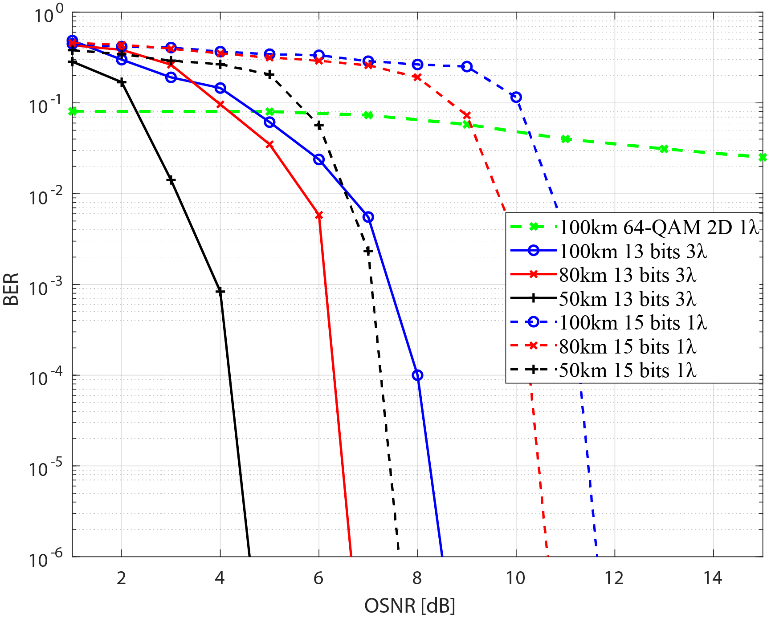 10^0
10^-1
10^-2
10^-3
10^-4
10^-5
10^-6
BER
100km 64-QAM 2D 1λ
100km 13 bits 3λ
80km 13 bits 3λ
50km 13 bits 3λ
100km 15 bits 1λ
80km 15 bits 1λ
50km 15 bits 1λ
2 4 6 8 10 12 14
OSNR [dB]